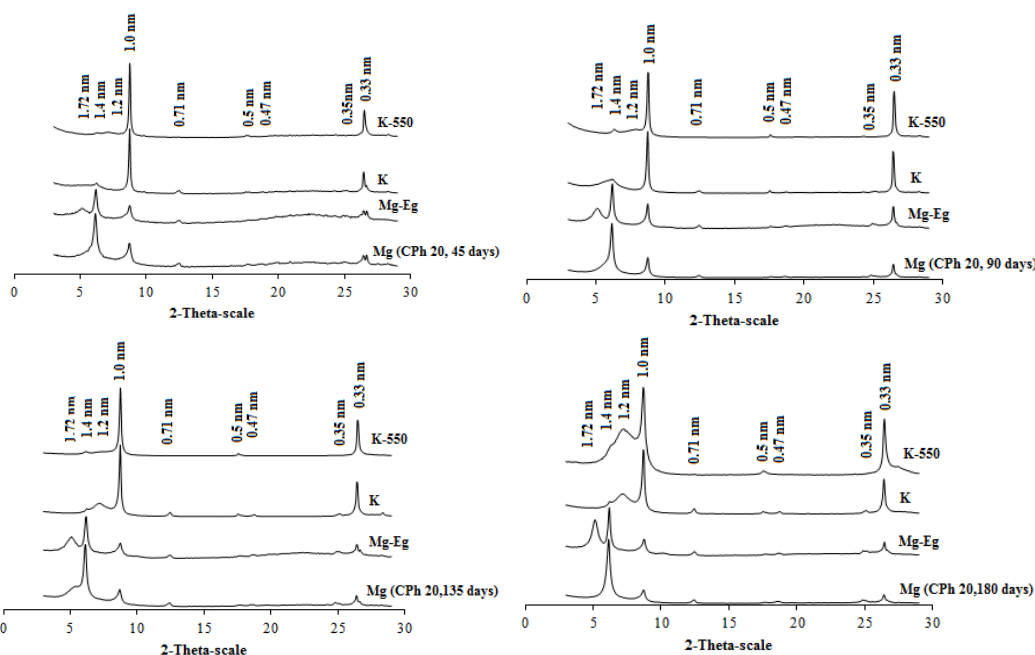 1.72 nm
1.4 nm
1.2 nm
1.0 nm
0.71 nm
0.5 nm
0.47 nm
0.35nm
0.33 nm
K-550
K
Mg-Eg
Mg (CPh 20, 45 days)
0 5 10 15 20 25 30
2-Theta-scale
1.72 nm
1.4 nm
1.2 nm
1.0 nm
0.71 nm
0.5 nm
0.47 nm
0.35 nm
0.33 nm
K-550
K
Mg-Eg
Mg (CPh 20, 90 days)
0 5 10 15 20 25 30
2-Theta-scale
1.72 nm
1.4 nm
1.2 nm
1.0 nm
0.71 nm
0.5 nm
0.47 nm
0.35 nm
0.33 nm
K-550
K
Mg-Eg
Mg (CPh 20,135 days)
0 5 10 15 20 25 30
2-Theta-scale
1.72 nm
1.4 nm
1.2 nm
1.0 nm
0.71 nm
0.5 nm
0.47 nm
0.35 nm
0.33 nm
K-550
K
Mg-Eg
Mg (CPh 20,180 days)
0 5 10 15 20 25 30
2-Theta-scale